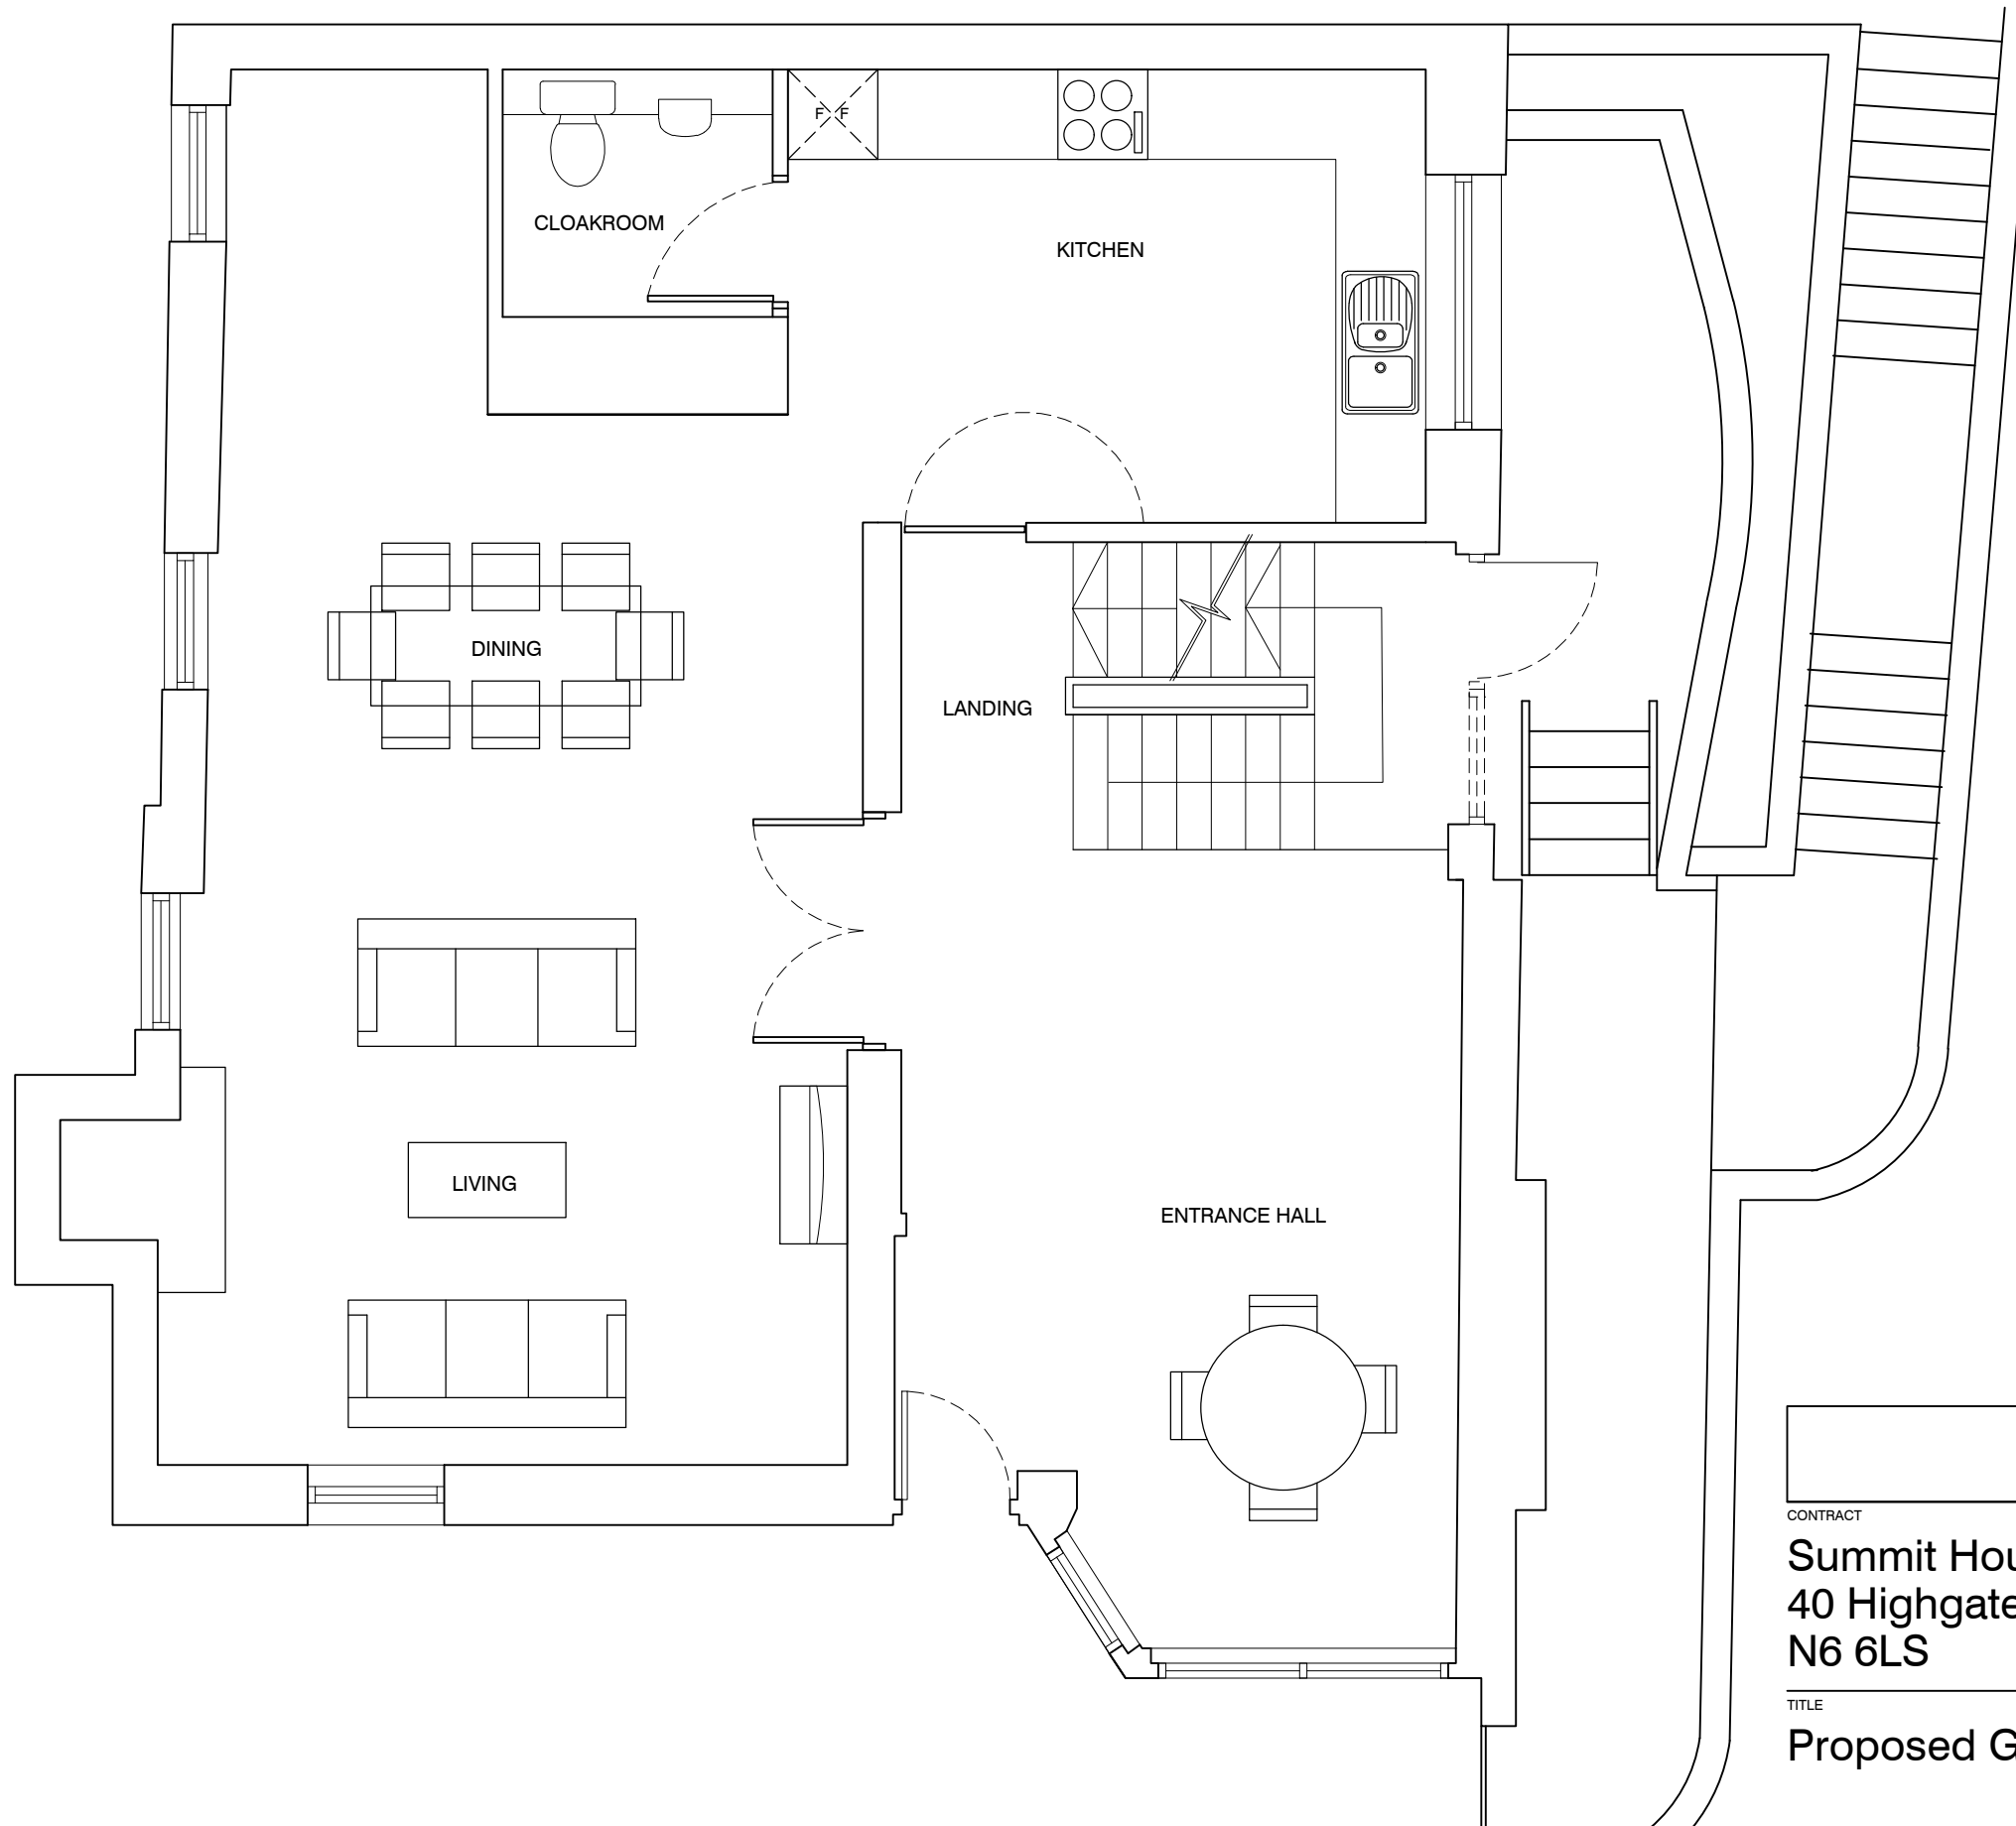 F F
CLOAKROOM
KITCHEN
DINING
LANDING
LIVING
ENTRANCE HALL
CONTRACT
Summit Hou
40 Highgate
N6 6LS
TITLE
Proposed G